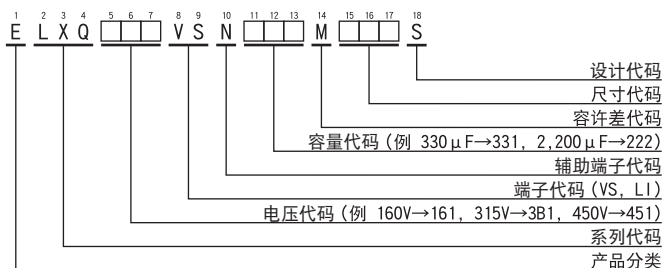 1 2 3 4 5 6 7 8 9 10 11 12 13 14 15 16 17 18
E L X Q □□□ V S N □□□ M □□□ S
设计代码
尺寸代码
容许差代码
容量代码 (例 330μF→331, 2,200μF→222)
辅助端子代码
端子代码 (VS, LI)
电压代码 (例 160V→161, 315V→3B1, 450V→451)
系列代码
产品分类